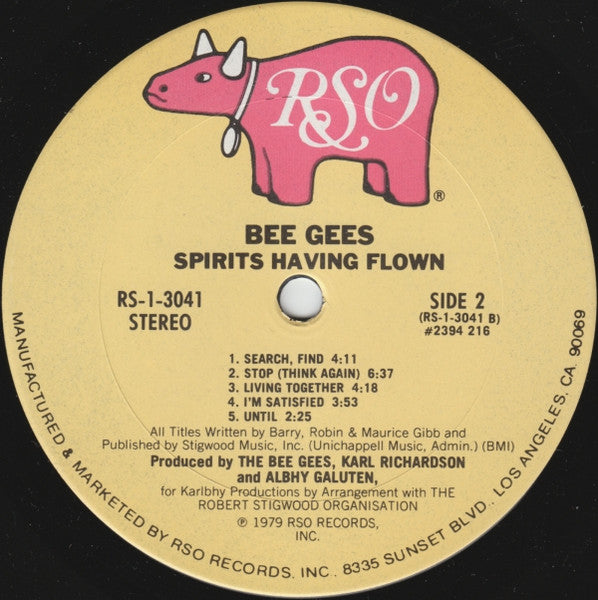 RSO
®
BEE GEES
SPIRITS HAVING FLOWN
RS-1-3041
STEREO
SIDE 2
(RS-1-3041 B)
#2394 216
1. SEARCH, FIND 4:11
2. STOP (THINK AGAIN) 6:37
3. LIVING TOGETHER 4:18
4. I'M SATISFIED 3:53
5. UNTIL 2:25
All Titles Written by Barry, Robin & Maurice Gibb and
Published by Stigwood Music, Inc. (Unichappell Music, Admin.) (BMI)
Produced by THE BEE GEES, KARL RICHARDSON
and ALBHY GALUTEN,
for Karlbhy Productions by Arrangement with THE
ROBERT STIGWOOD ORGANISATION
℗ 1979 RSO RECORDS,
INC.
MANUFACTURED & MARKETED BY RSO RECORDS, INC. 8335 SUNSET BLVD., LOS ANGELES, CA. 90069